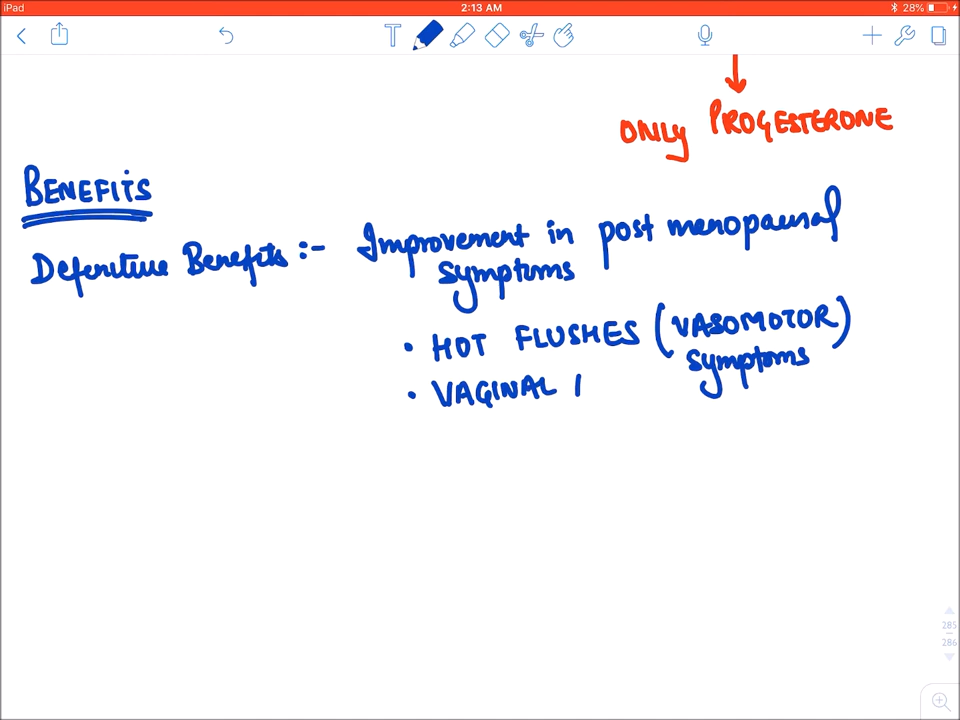 iPad
2:13 AM
28%
T
ONLY PROGESTERONE
BENEFITS
Defenitive Benefits :- Improvement in post menopausal
symptoms
• HOT FLUSHES (VASOMOTOR)
symptoms
• VAGINAL
285
286